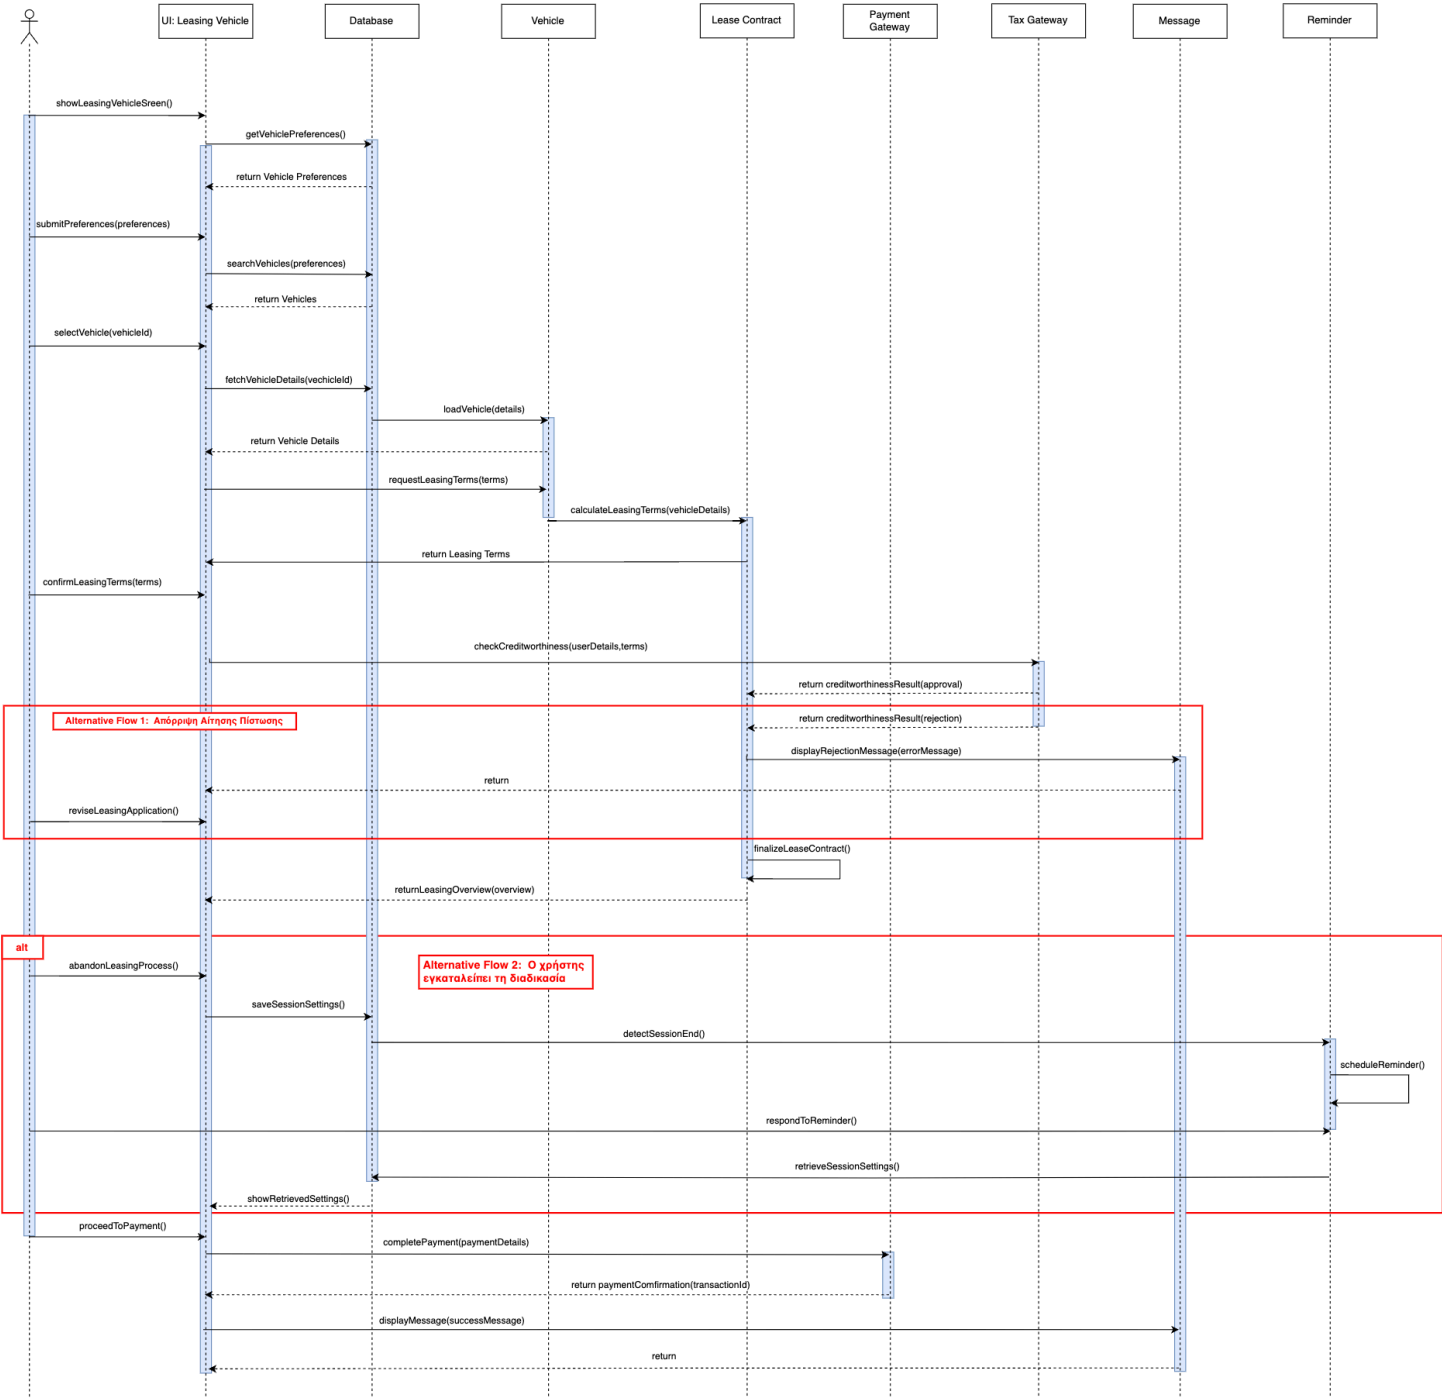 UI: Leasing Vehicle
Database
Vehicle
Lease Contract
Payment
Gateway
Tax Gateway
Message
Reminder
showLeasingVehicleSreen()
getVehiclePreferences()
return Vehicle Preferences
submitPreferences(preferences)
searchVehicles(preferences)
return Vehicles
selectVehicle(vehicleId)
fetchVehicleDetails(vechicleId)
loadVehicle(details)
return Vehicle Details
requestLeasingTerms(terms)
calculateLeasingTerms(vehicleDetails)
return Leasing Terms
confirmLeasingTerms(terms)
checkCreditworthiness(userDetails,terms)
return creditworthinessResult(approval)
Alternative Flow 1: Απόρριψη Αίτησης Πίστωσης
return creditworthinessResult(rejection)
displayRejectionMessage(errorMessage)
return
reviseLeasingApplication()
finalizeLeaseContract()
returnLeasingOverview(overview)
alt
Alternative Flow 2: Ο χρήστης
εγκαταλείπει τη διαδικασία
abandonLeasingProcess()
saveSessionSettings()
detectSessionEnd()
scheduleReminder()
respondToReminder()
retrieveSessionSettings()
showRetrievedSettings()
proceedToPayment()
completePayment(paymentDetails)
return paymentComfirmation(transactionId)
displayMessage(successMessage)
return